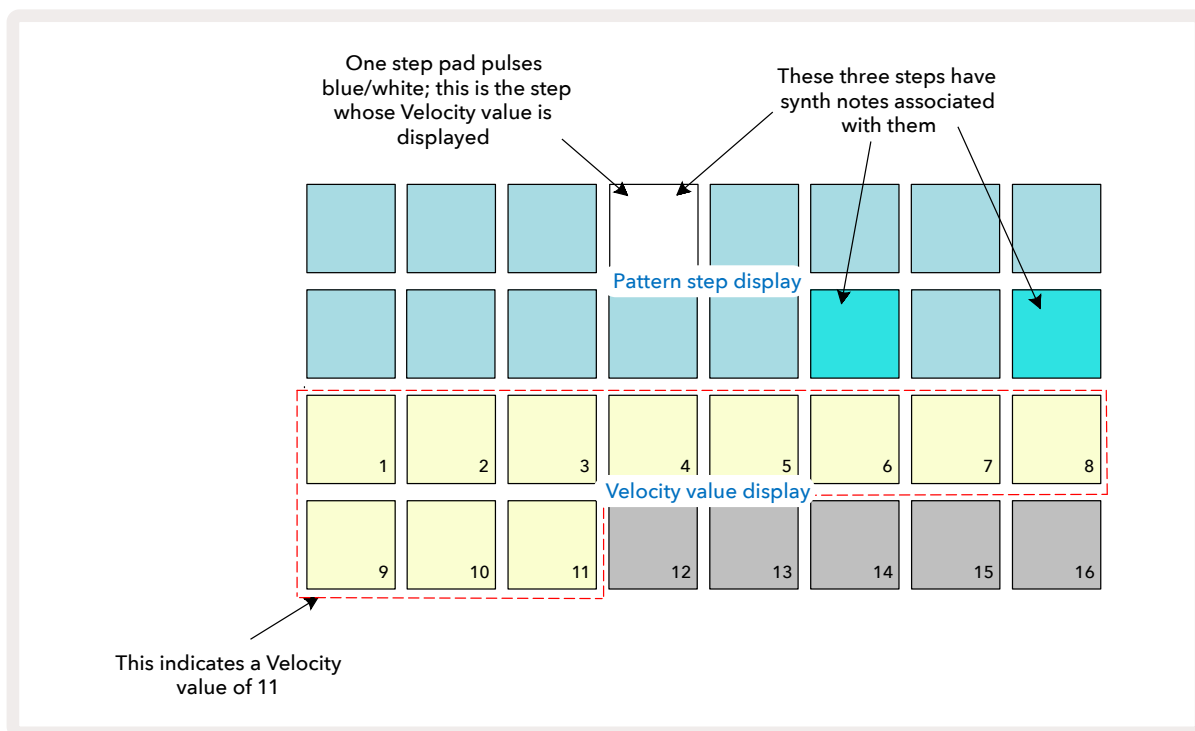 One step pad pulses
blue/white; this is the step
whose Velocity value is
displayed
These three steps have
synth notes associated
with them
Pattern step display
1 2 3 4 5 6 7 8
Velocity value display
9 10 11 12 13 14 15 16
This indicates a Velocity
value of 11